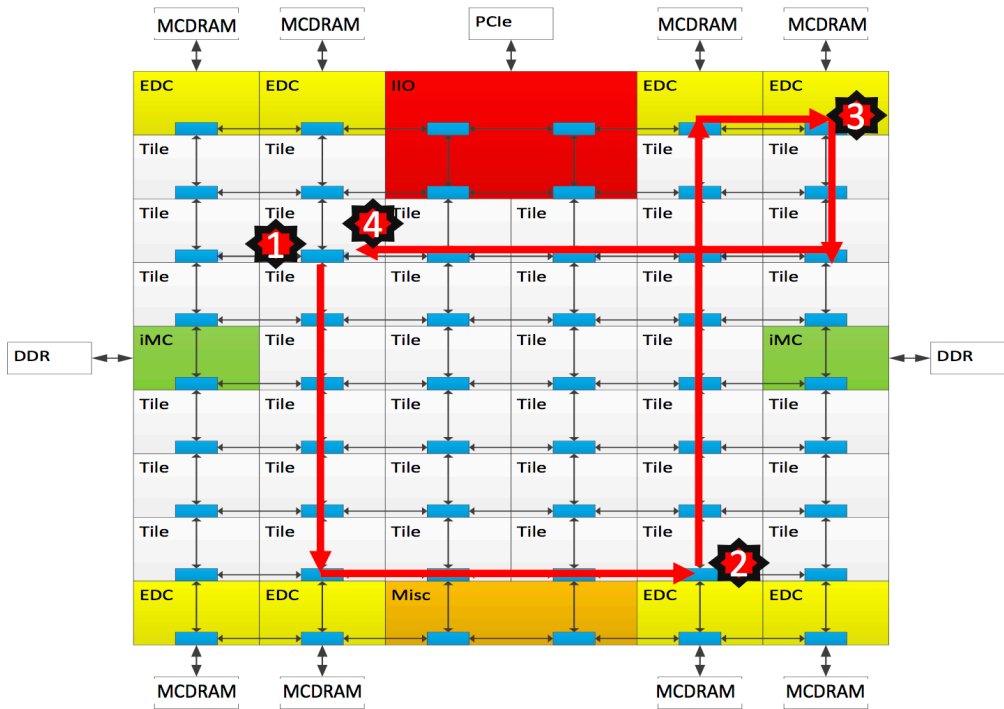 MCDRAM MCDRAM PCIe MCDRAM MCDRAM
EDC EDC IIO EDC EDC
3
Tile Tile Tile Tile
Tile Tile Tile Tile Tile Tile
1 4
Tile Tile Tile Tile Tile Tile
DDR iMC Tile Tile Tile Tile iMC DDR
Tile Tile Tile Tile Tile Tile
Tile Tile Tile Tile Tile Tile
Tile Tile Tile Tile Tile Tile
2
EDC EDC Misc EDC EDC
MCDRAM MCDRAM MCDRAM MCDRAM